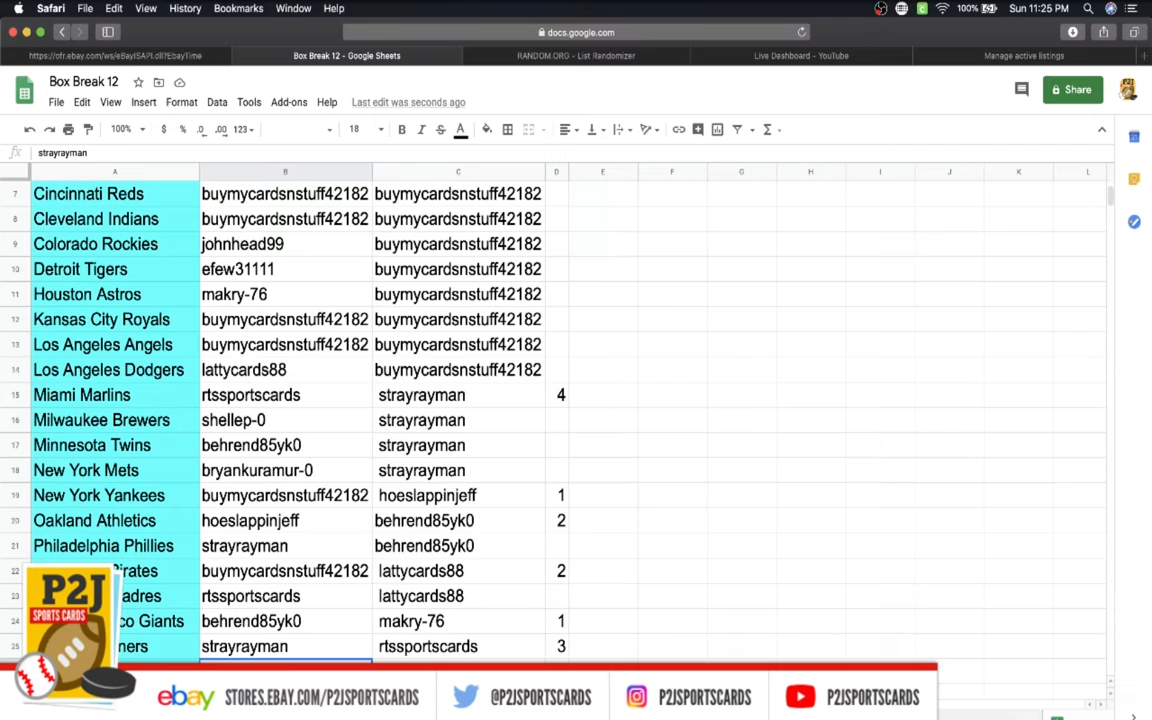 Safari File Edit View History Bookmarks Window Help 100% Sun 11:25 PM
docs.google.com
https://ofr.ebay.com/ws/eBayISAPI.dll?EbayTime Box Break 12 - Google Sheets RANDOM.ORG - List Randomizer Live Dashboard - YouTube Manage active listings
Box Break 12
File Edit View Insert Format Data Tools Add-ons Help Last edit was seconds ago
Share
100% $ % .0 .00 123 18 B I S A
fx strayrayman
A B C D E F G H I J K L
7 Cincinnati Reds buymycardsnstuff42182 buymycardsnstuff42182
8 Cleveland Indians buymycardsnstuff42182 buymycardsnstuff42182
9 Colorado Rockies johnhead99 buymycardsnstuff42182
10 Detroit Tigers efew31111 buymycardsnstuff42182
11 Houston Astros makry-76 buymycardsnstuff42182
12 Kansas City Royals buymycardsnstuff42182 buymycardsnstuff42182
13 Los Angeles Angels buymycardsnstuff42182 buymycardsnstuff42182
14 Los Angeles Dodgers lattycards88 buymycardsnstuff42182
15 Miami Marlins rtssportscards strayrayman 4
16 Milwaukee Brewers shellep-0 strayrayman
17 Minnesota Twins behrend85yk0 strayrayman
18 New York Mets bryankuramur-0 strayrayman
19 New York Yankees buymycardsnstuff42182 hoeslappinjeff 1
20 Oakland Athletics hoeslappinjeff behrend85yk0 2
21 Philadelphia Phillies strayrayman behrend85yk0
22 irates buymycardsnstuff42182 lattycards88 2
23 adres rtssportscards lattycards88
24 co Giants behrend85yk0 makry-76 1
25 ners strayrayman rtssportscards 3
P2J
SPORTS CARDS
ebay STORES.EBAY.COM/P2JSPORTSCARDS @P2JSPORTSCARDS P2JSPORTSCARDS P2JSPORTSCARDS